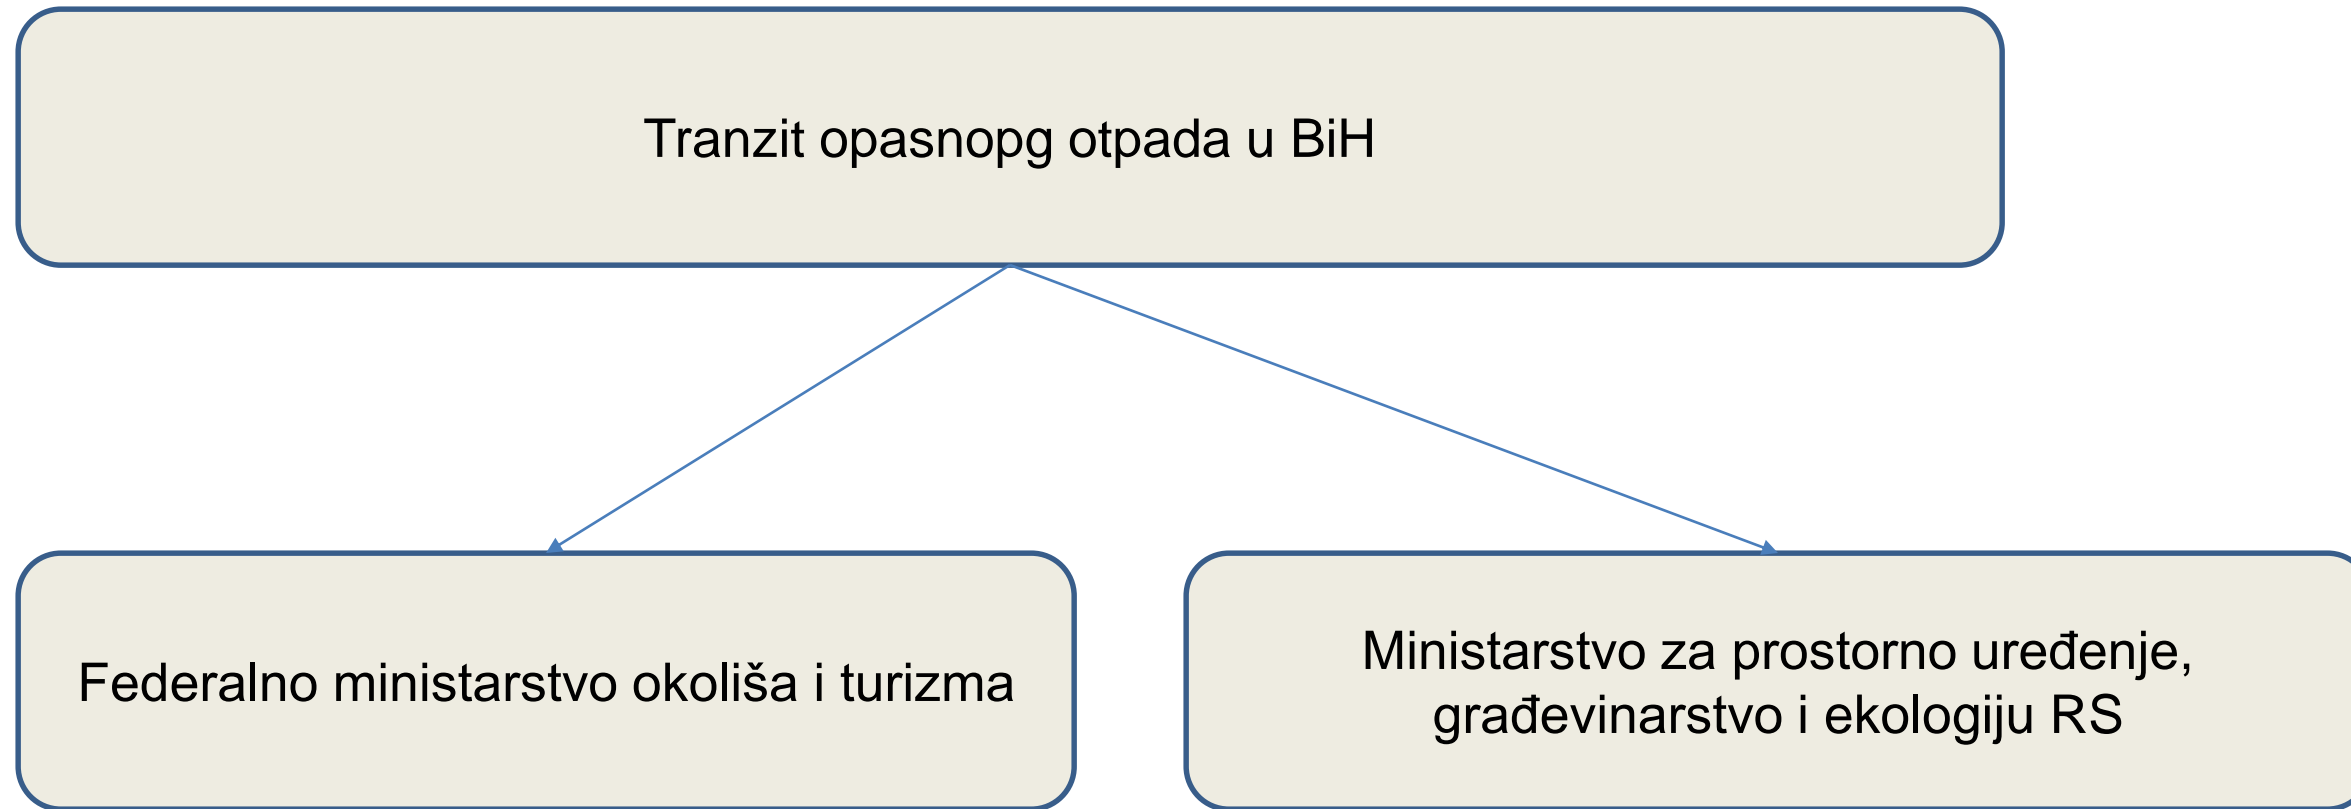 Tranzit opasnopg otpada u BiH
Federalno ministarstvo okoliša i turizma
Ministarstvo za prostorno uređenje,
građevinarstvo i ekologiju RS